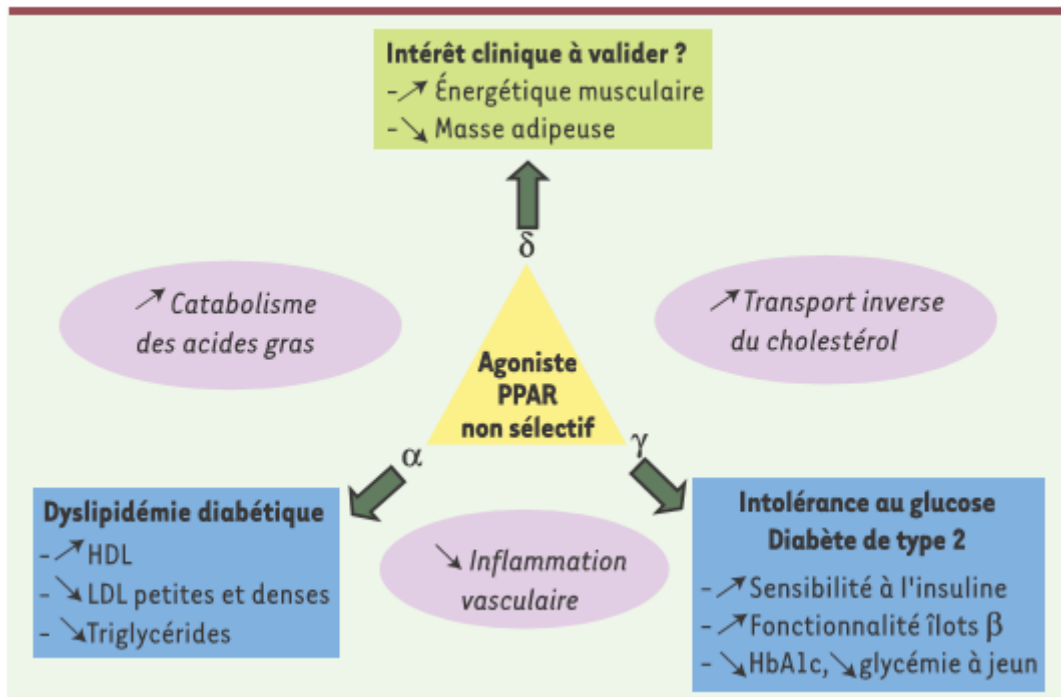 Intérêt clinique à valider ?
-↗ Énergétique musculaire
-↘ Masse adipeuse
δ
↗ Catabolisme
des acides gras
↗ Transport inverse
du cholestérol
Agoniste
PPAR
non sélectif
α
γ
Dyslipidémie diabétique
-↗ HDL
-↘ LDL petites et denses
-↘ Triglycérides
↘ Inflammation
vasculaire
Intolérance au glucose
Diabète de type 2
-↗ Sensibilité à l'insuline
-↗ Fonctionnalité îlots β
-↘ HbA1c, ↘ glycémie à jeun